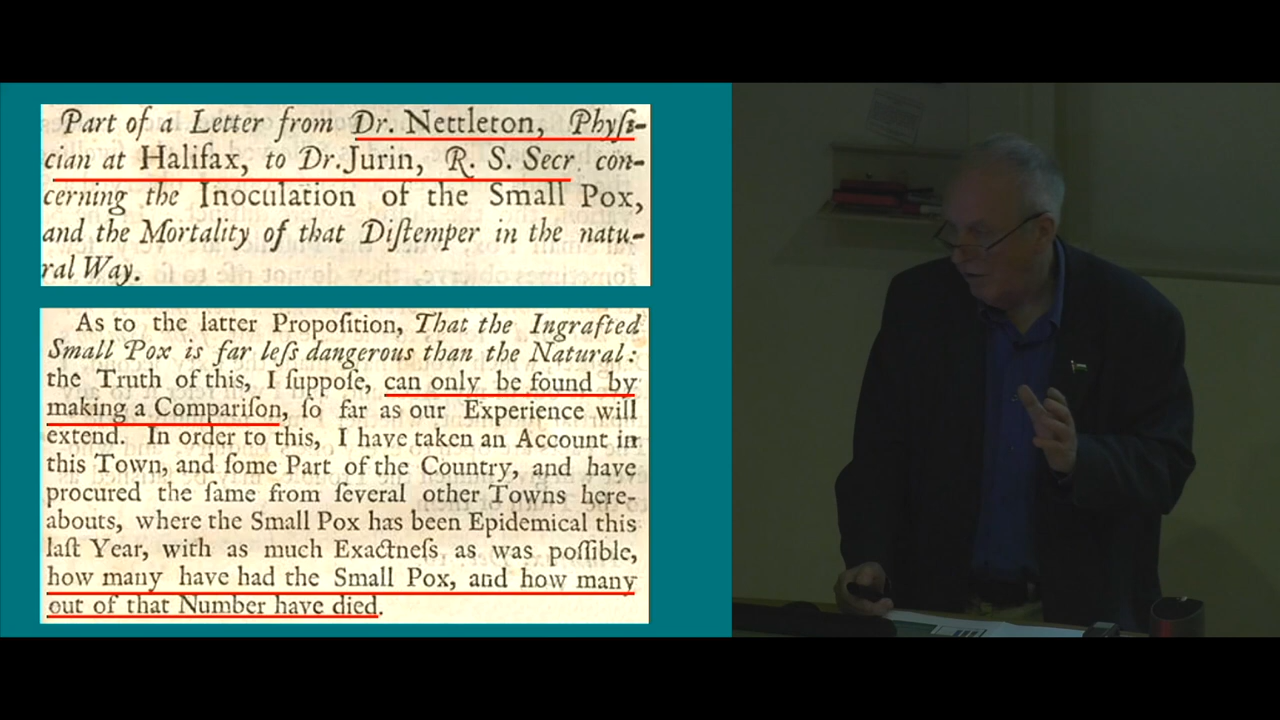 Part of a Letter from Dr. Nettleton, Phyſi-
cian at Halifax, to Dr. Jurin, R. S. Secr. con-
cerning the Inoculation of the Small Pox,
and the Mortality of that Diſtemper in the natu-
ral Way.
As to the latter Propoſition, That the Ingrafted
Small Pox is far leſs dangerous than the Natural:
the Truth of this, I ſuppoſe, can only be found by
making a Compariſon, ſo far as our Experience will
extend. In order to this, I have taken an Account in
this Town, and ſome Part of the Country, and have
procured the ſame from ſeveral other Towns here-
abouts, where the Small Pox has been Epidemical this
laſt Year, with as much Exactneſs as was poſſible,
how many have had the Small Pox, and how many
out of that Number have died.